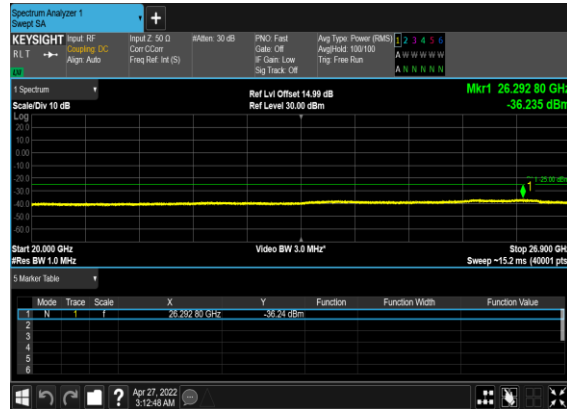 Spectrum Analyzer 1
Swept SA
+
KEYSIGHT Input: RF Input Z: 50 Ω #Atten: 30 dB PNO: Fast Avg Type: Power (RMS) 1 2 3 4 5 6
RLT Coupling: DC Corr CCorr Gate: Off Avg|Hold: 100/100 A W W W W W
Align: Auto Freq Ref: Int (S) IF Gain: Low Trig: Free Run
Sig Track: Off A N N N N N
1 Spectrum Ref Lvl Offset 14.99 dB Mkr1 26.292 80 GHz
Scale/Div 10 dB Ref Level 30.00 dBm -36.235 dBm
Log
20.0
10.0
0.00
-10.0
-20.0
-30.0 1 -25.00 dBm
-40.0
-50.0
-60.0
Start 20.000 GHz Video BW 3.0 MHz* Stop 26.900 GHz
#Res BW 1.0 MHz Sweep ~15.2 ms (40001 pts
5 Marker Table
Mode Trace Scale X Y Function Function Width Function Value
1 N 1 f 26.292 80 GHz -36.24 dBm
2
3
4
5
6
? Apr 27, 2022
3:12:48 AM